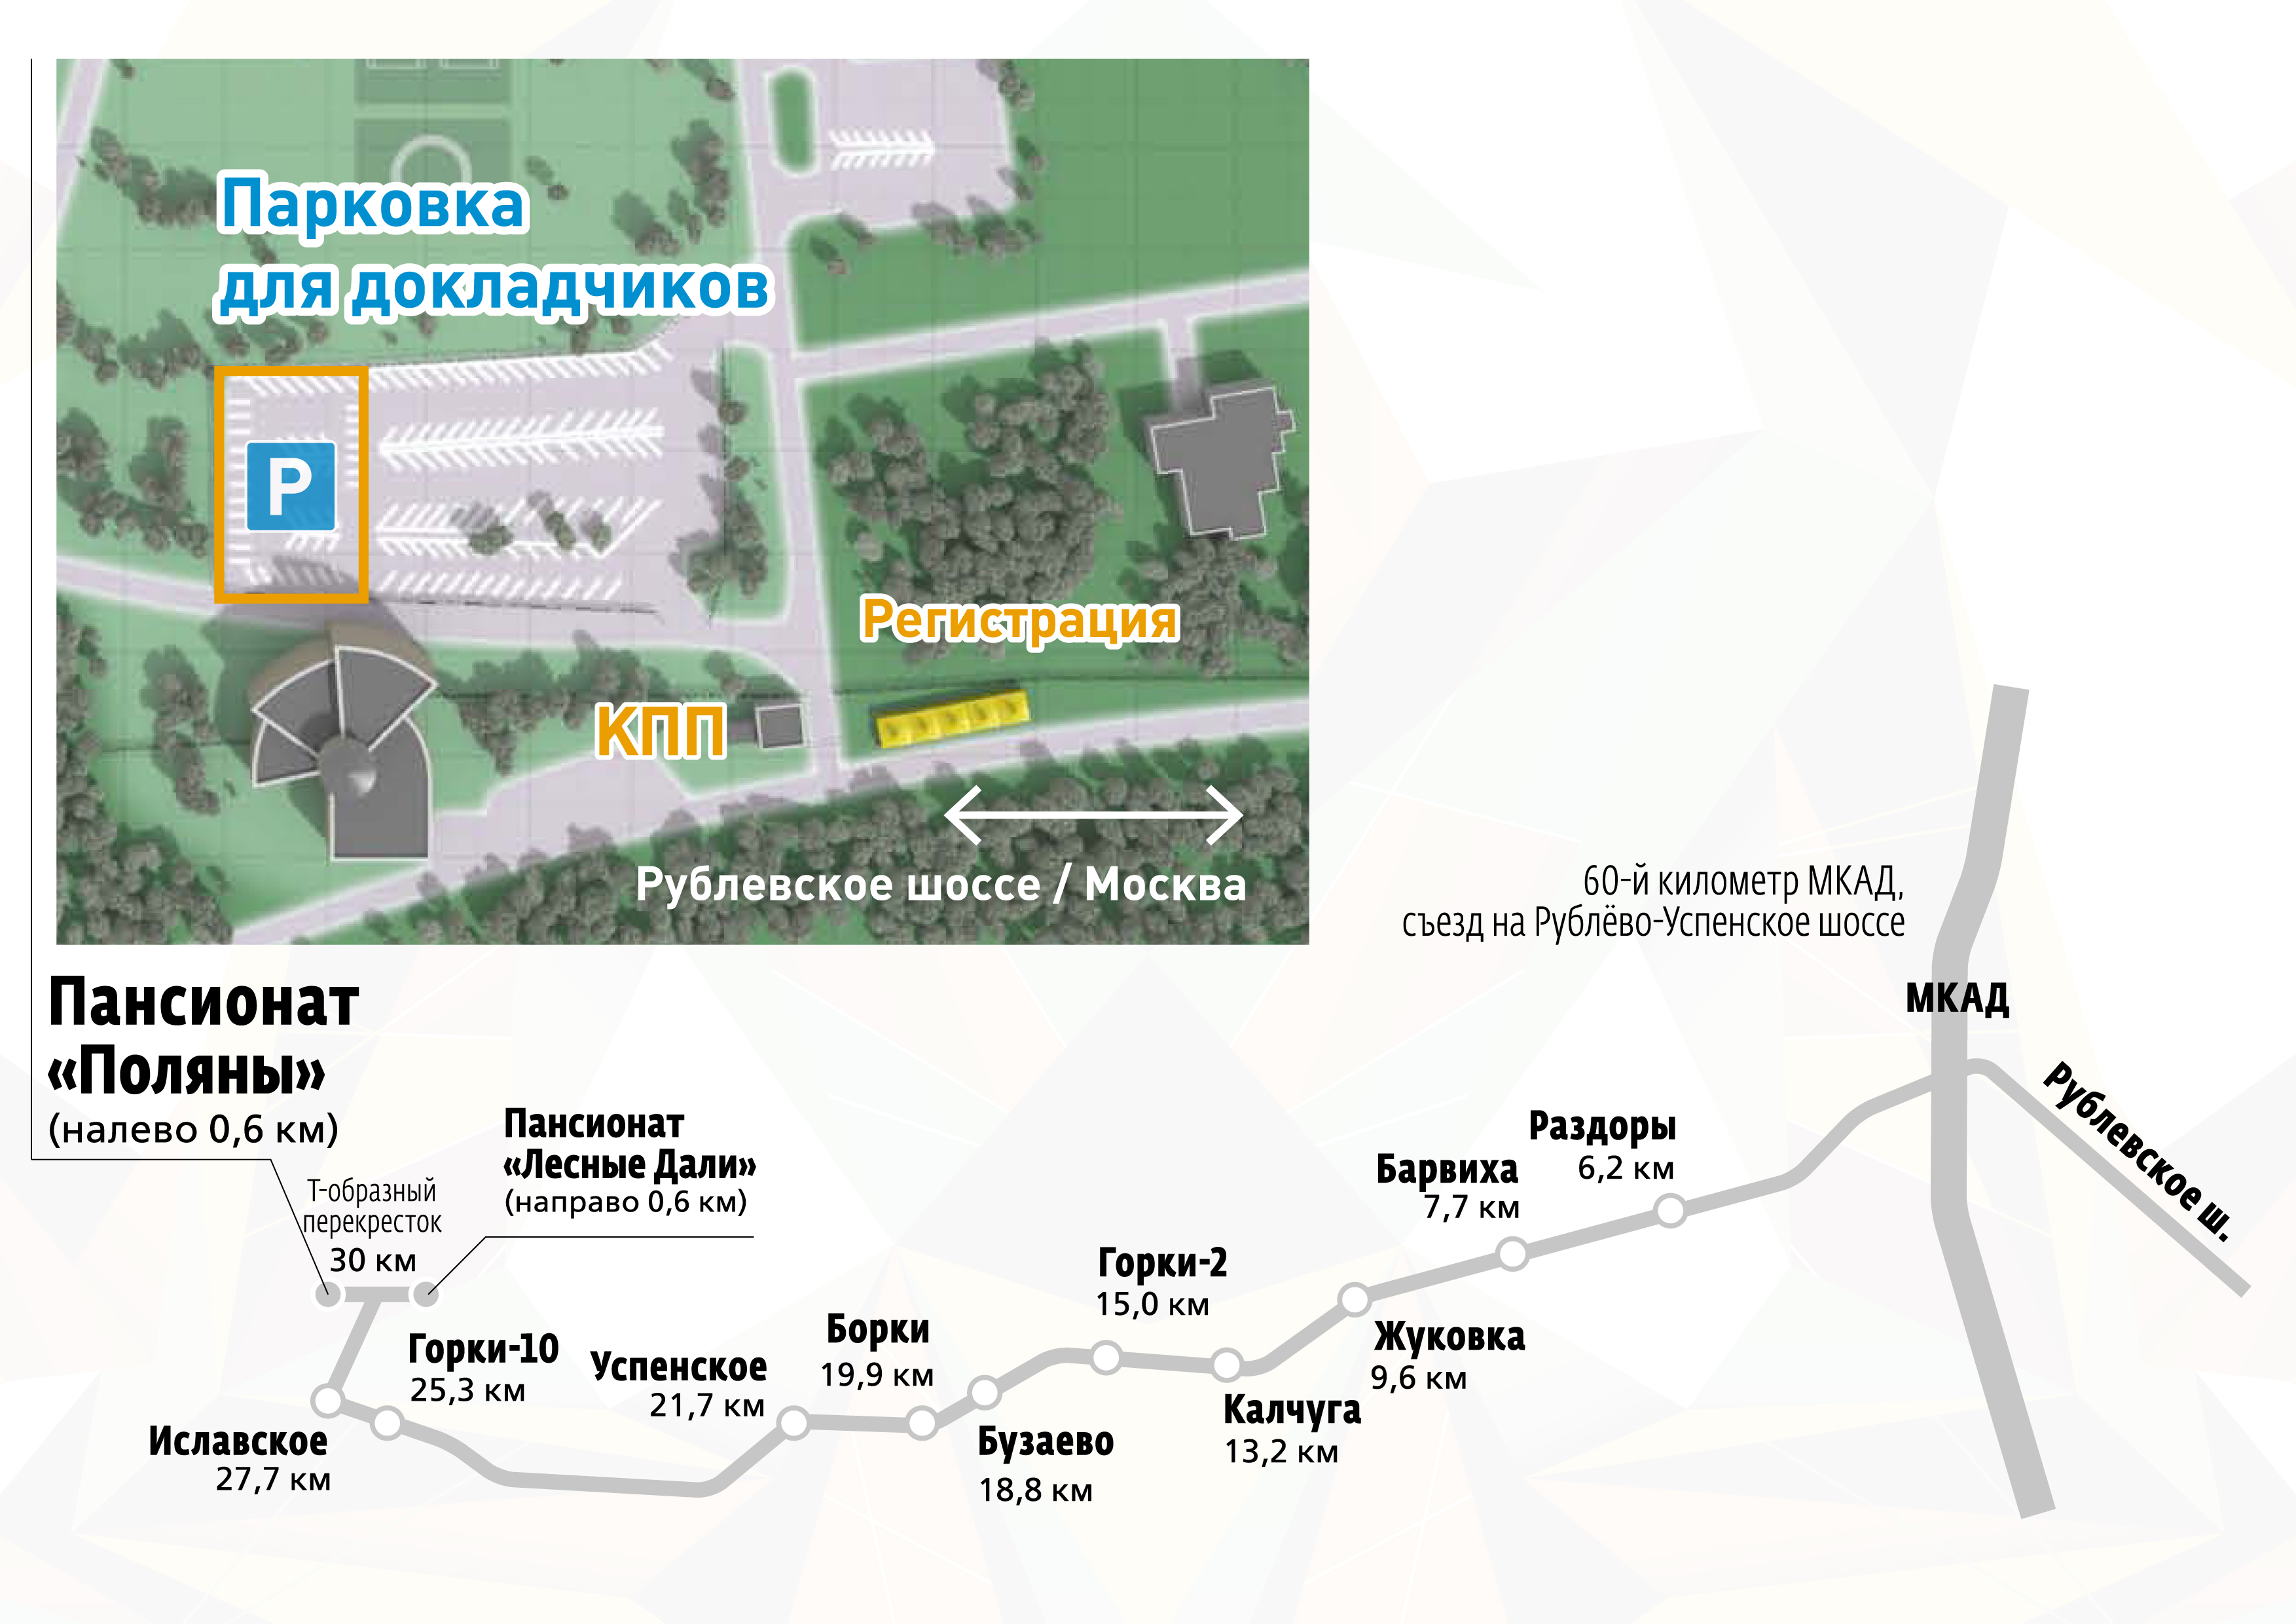 Парковка
для докладчиков
P
Регистрация
КПП
Рублевское шоссе / Москва
60-й километр МКАД,
съезд на Рублёво-Успенское шоссе
МКАД
Рублевское ш.
Пансионат
«Поляны»
(налево 0,6 км)
Пансионат
«Лесные Дали»
(направо 0,6 км)
Т-образный
перекресток
30 км
Раздоры
6,2 км
Барвиха
7,7 км
Жуковка
9,6 км
Калчуга
13,2 км
Горки-2
15,0 км
Бузаево
18,8 км
Борки
19,9 км
Успенское
21,7 км
Горки-10
25,3 км
Иславское
27,7 км